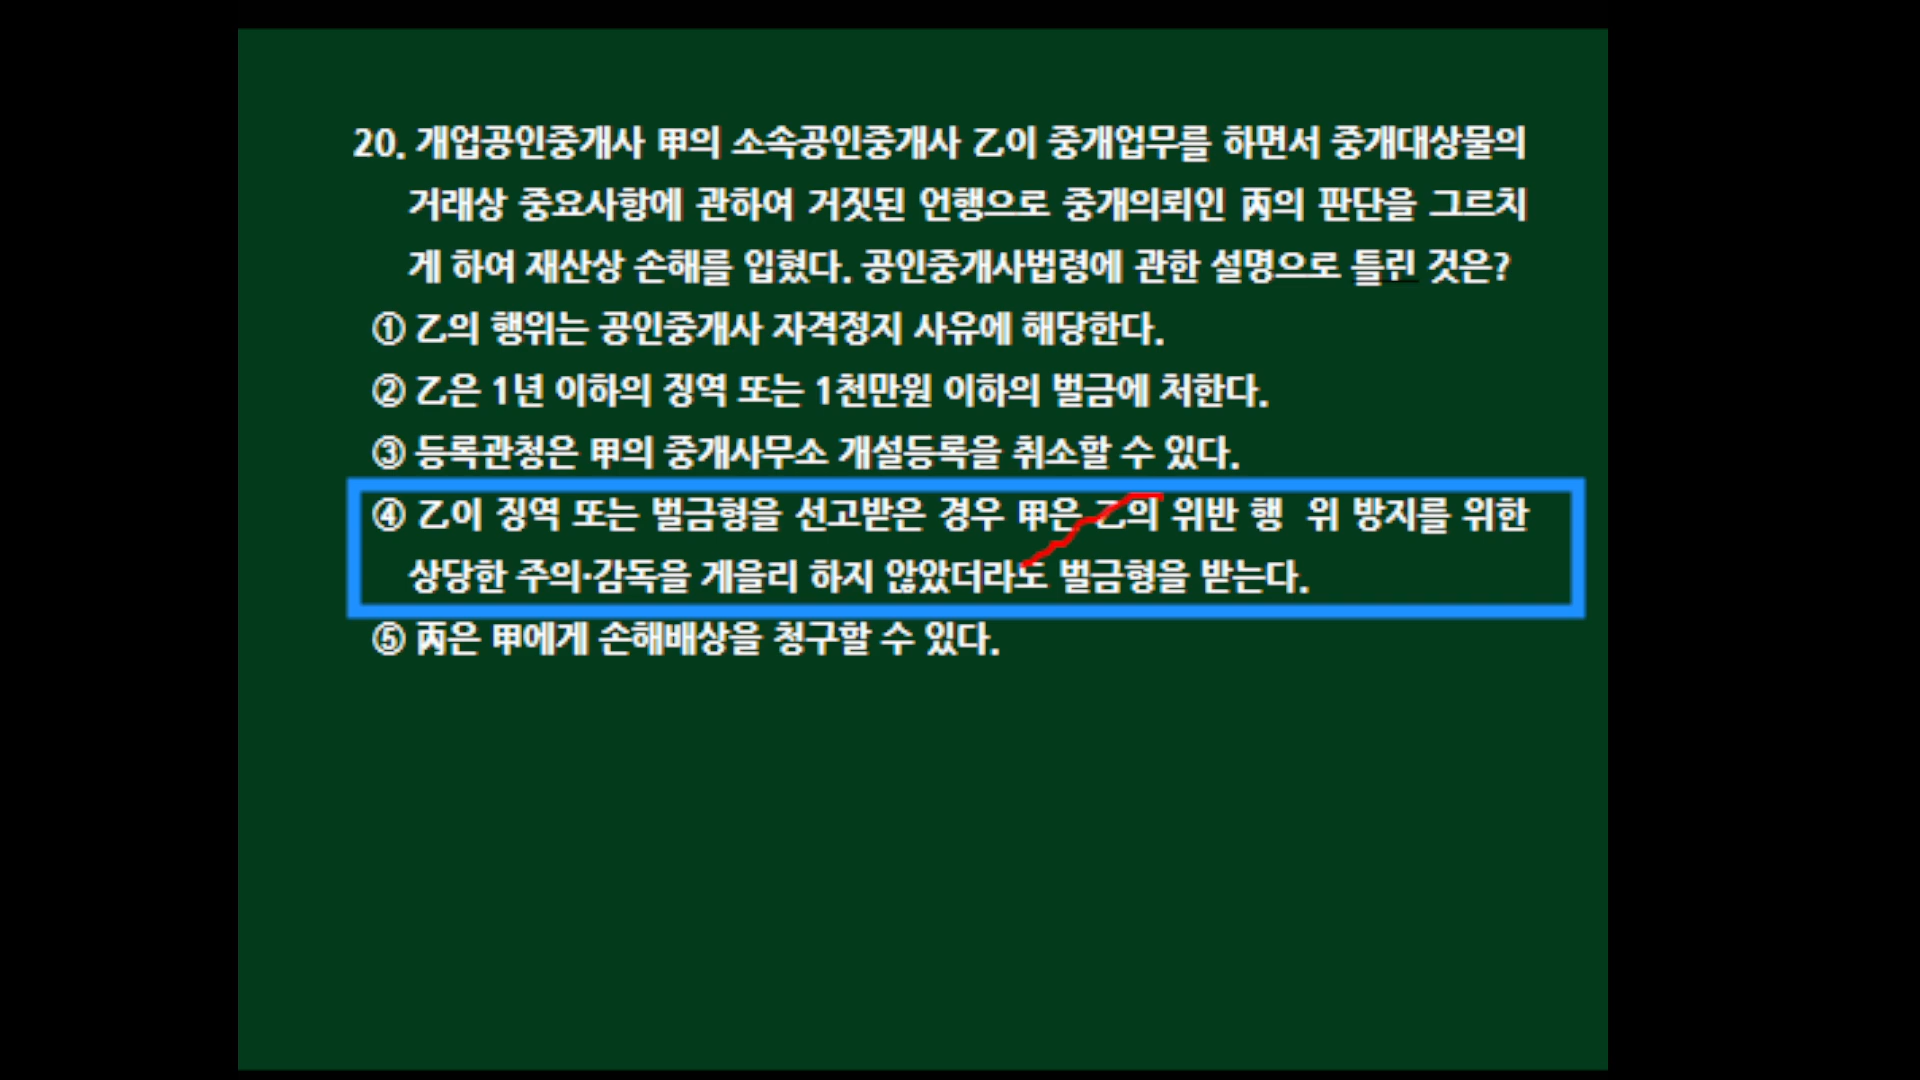 20. 개업공인중개사 甲의 소속공인중개사 乙이 중개업무를 하면서 중개대상물의
거래상 중요사항에 관하여 거짓된 언행으로 중개의뢰인 丙의 판단을 그르치
게 하여 재산상 손해를 입혔다. 공인중개사법령에 관한 설명으로 틀린 것은?
① 乙의 행위는 공인중개사 자격정지 사유에 해당한다.
② 乙은 1년 이하의 징역 또는 1천만원 이하의 벌금에 처한다.
③ 등록관청은 甲의 중개사무소 개설등록을 취소할 수 있다.
④ 乙이 징역 또는 벌금형을 선고받은 경우 甲은 乙의 위반 행 위 방지를 위한
상당한 주의·감독을 게을리 하지 않았더라도 벌금형을 받는다.
⑤ 丙은 甲에게 손해배상을 청구할 수 있다.